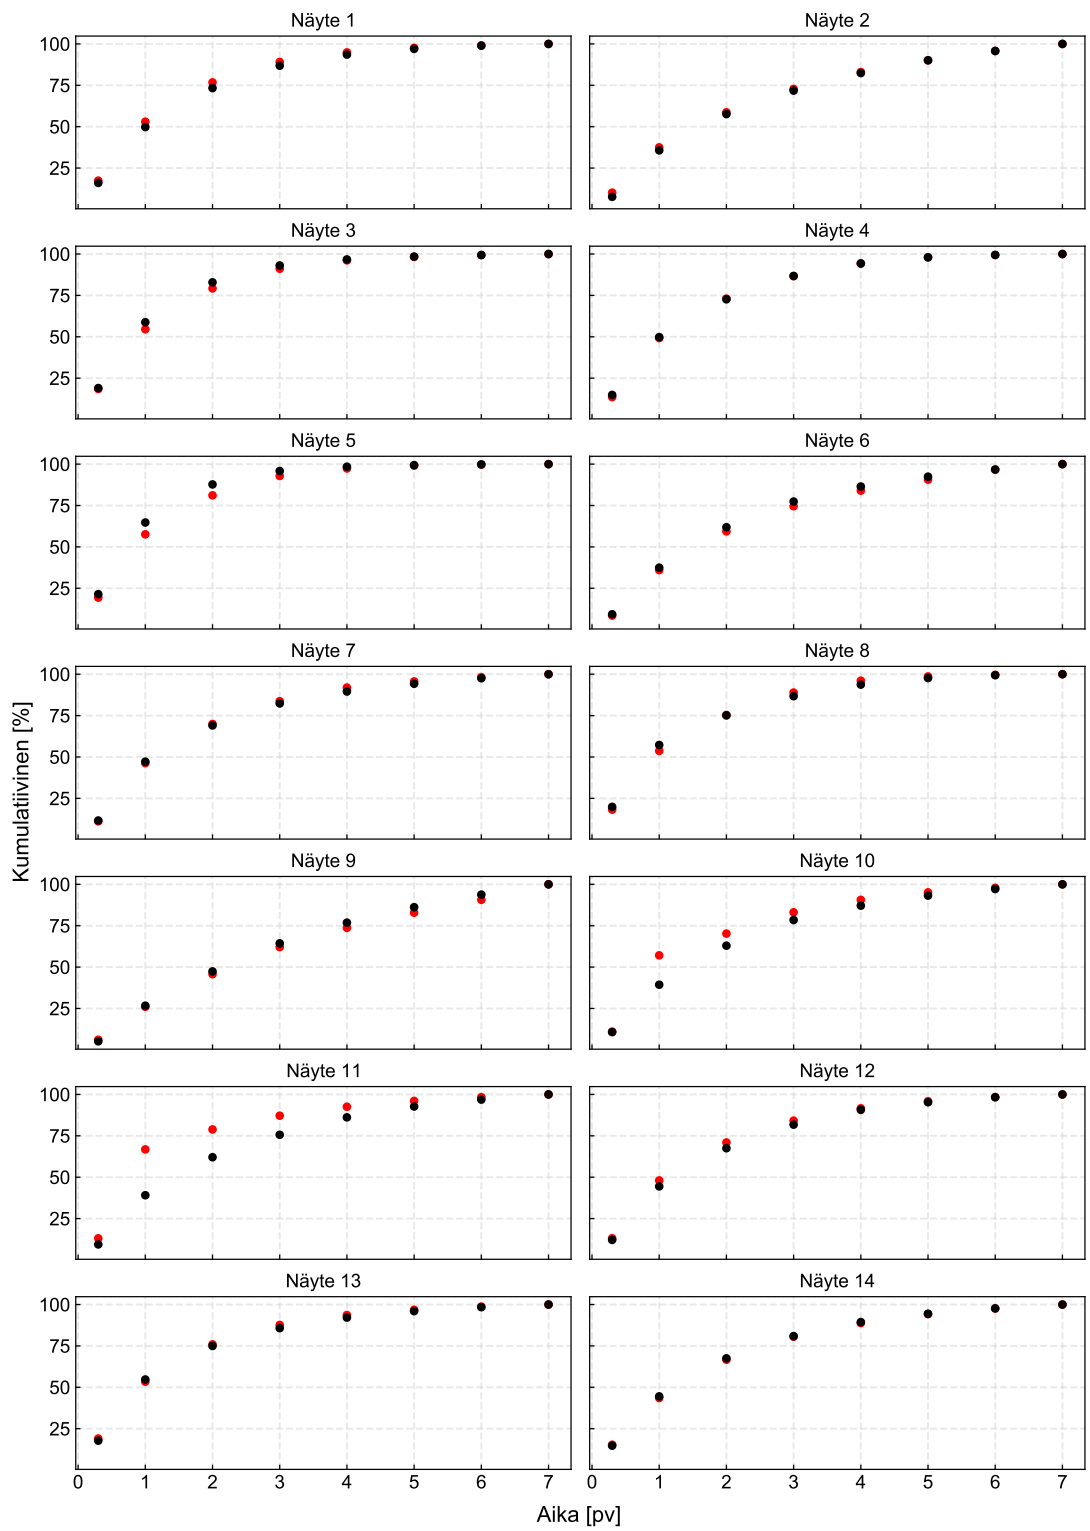 Näyte 1
Näyte 2
100
75
50
25
Näyte 3
Näyte 4
100
75
50
25
Näyte 5
Näyte 6
100
75
50
25
Näyte 7
Näyte 8
100
75
50
25
Kumulatiivinen [%]
Näyte 9
Näyte 10
100
75
50
25
Näyte 11
Näyte 12
100
75
50
25
Näyte 13
Näyte 14
100
75
50
25
0 1 2 3 4 5 6 7
0 1 2 3 4 5 6 7
Aika [pv]